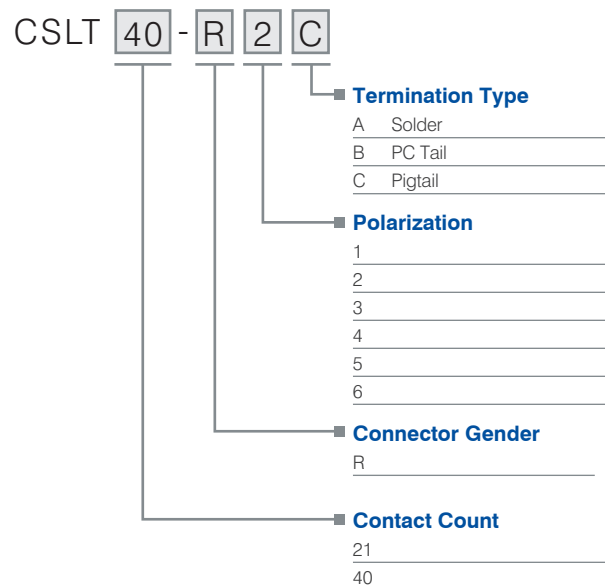 CSLT 40 - R 2 C
Termination Type
A Solder
B PC Tail
C Pigtail
Polarization
1
2
3
4
5
6
Connector Gender
R
Contact Count
21
40